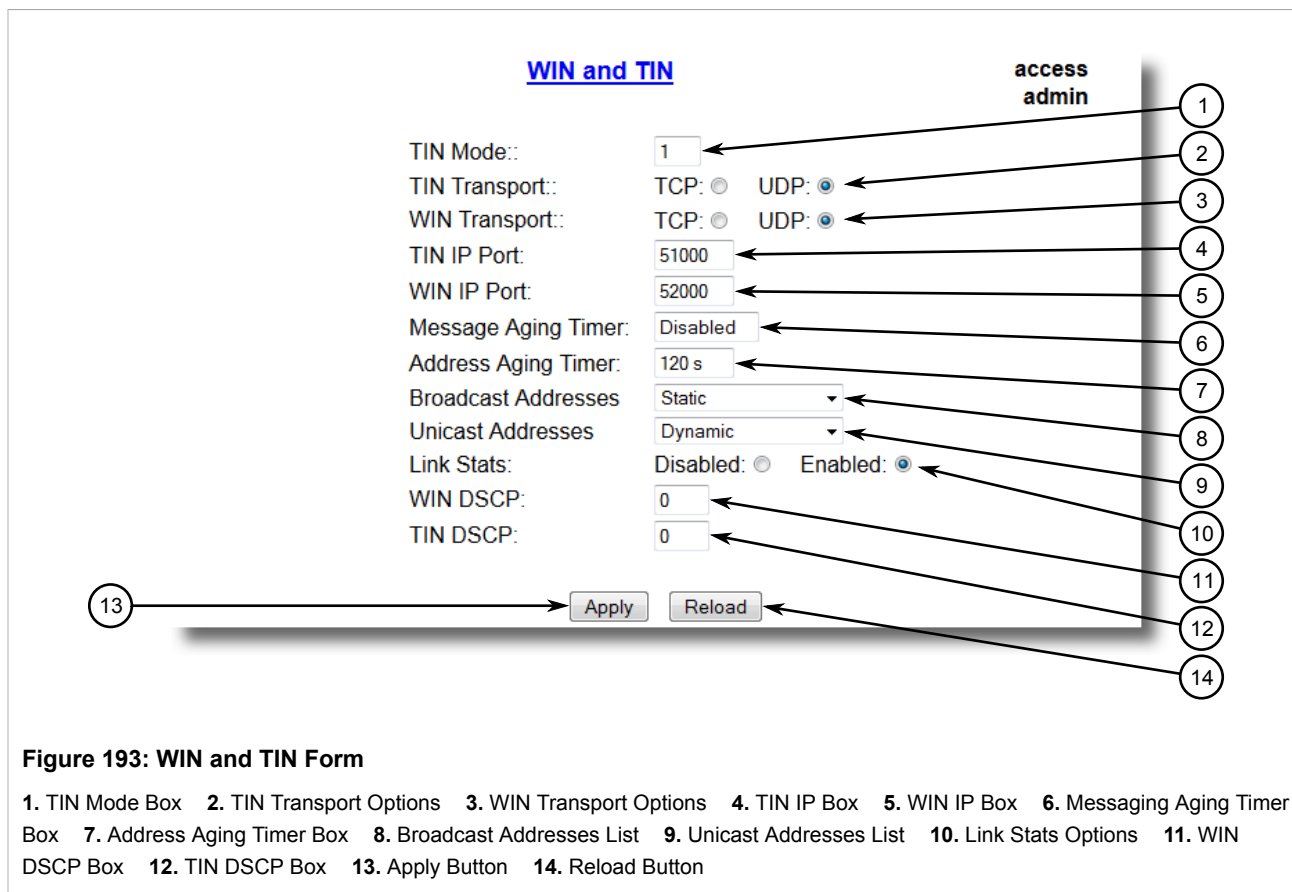 WIN and TIN
access
admin
1
TIN Mode:: 1
2
TIN Transport:: TCP: UDP:
3
WIN Transport:: TCP: UDP:
4
TIN IP Port: 51000
5
WIN IP Port: 52000
6
Message Aging Timer: Disabled
7
Address Aging Timer: 120 s
8
Broadcast Addresses Static
9
Unicast Addresses Dynamic
10
Link Stats: Disabled: Enabled:
11
WIN DSCP: 0
12
TIN DSCP: 0
13
Apply Reload
14
Figure 193: WIN and TIN Form
1. TIN Mode Box 2. TIN Transport Options 3. WIN Transport Options 4. TIN IP Box 5. WIN IP Box 6. Messaging Aging Timer
Box 7. Address Aging Timer Box 8. Broadcast Addresses List 9. Unicast Addresses List 10. Link Stats Options 11. WIN
DSCP Box 12. TIN DSCP Box 13. Apply Button 14. Reload Button